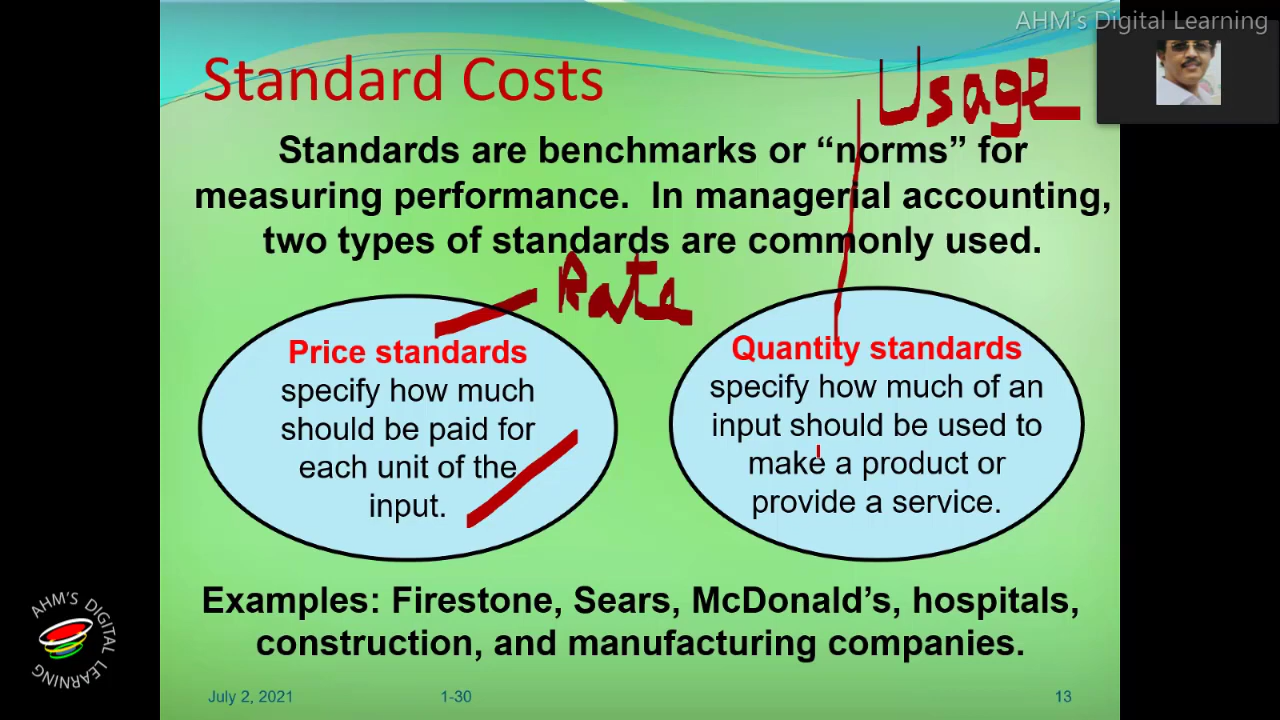 AHM's Digital Learning
Standard Costs
Usage
Standards are benchmarks or “norms” for
measuring performance.  In managerial accounting,
two types of standards are commonly used.
Rate
Price standards
specify how much
should be paid for
each unit of the
input.
Quantity standards
specify how much of an
input should be used to
make a product or
provide a service.
Examples: Firestone, Sears, McDonald’s, hospitals,
construction, and manufacturing companies.
AHM'S DIGITAL LEARNING
July 2, 2021
1-30
13